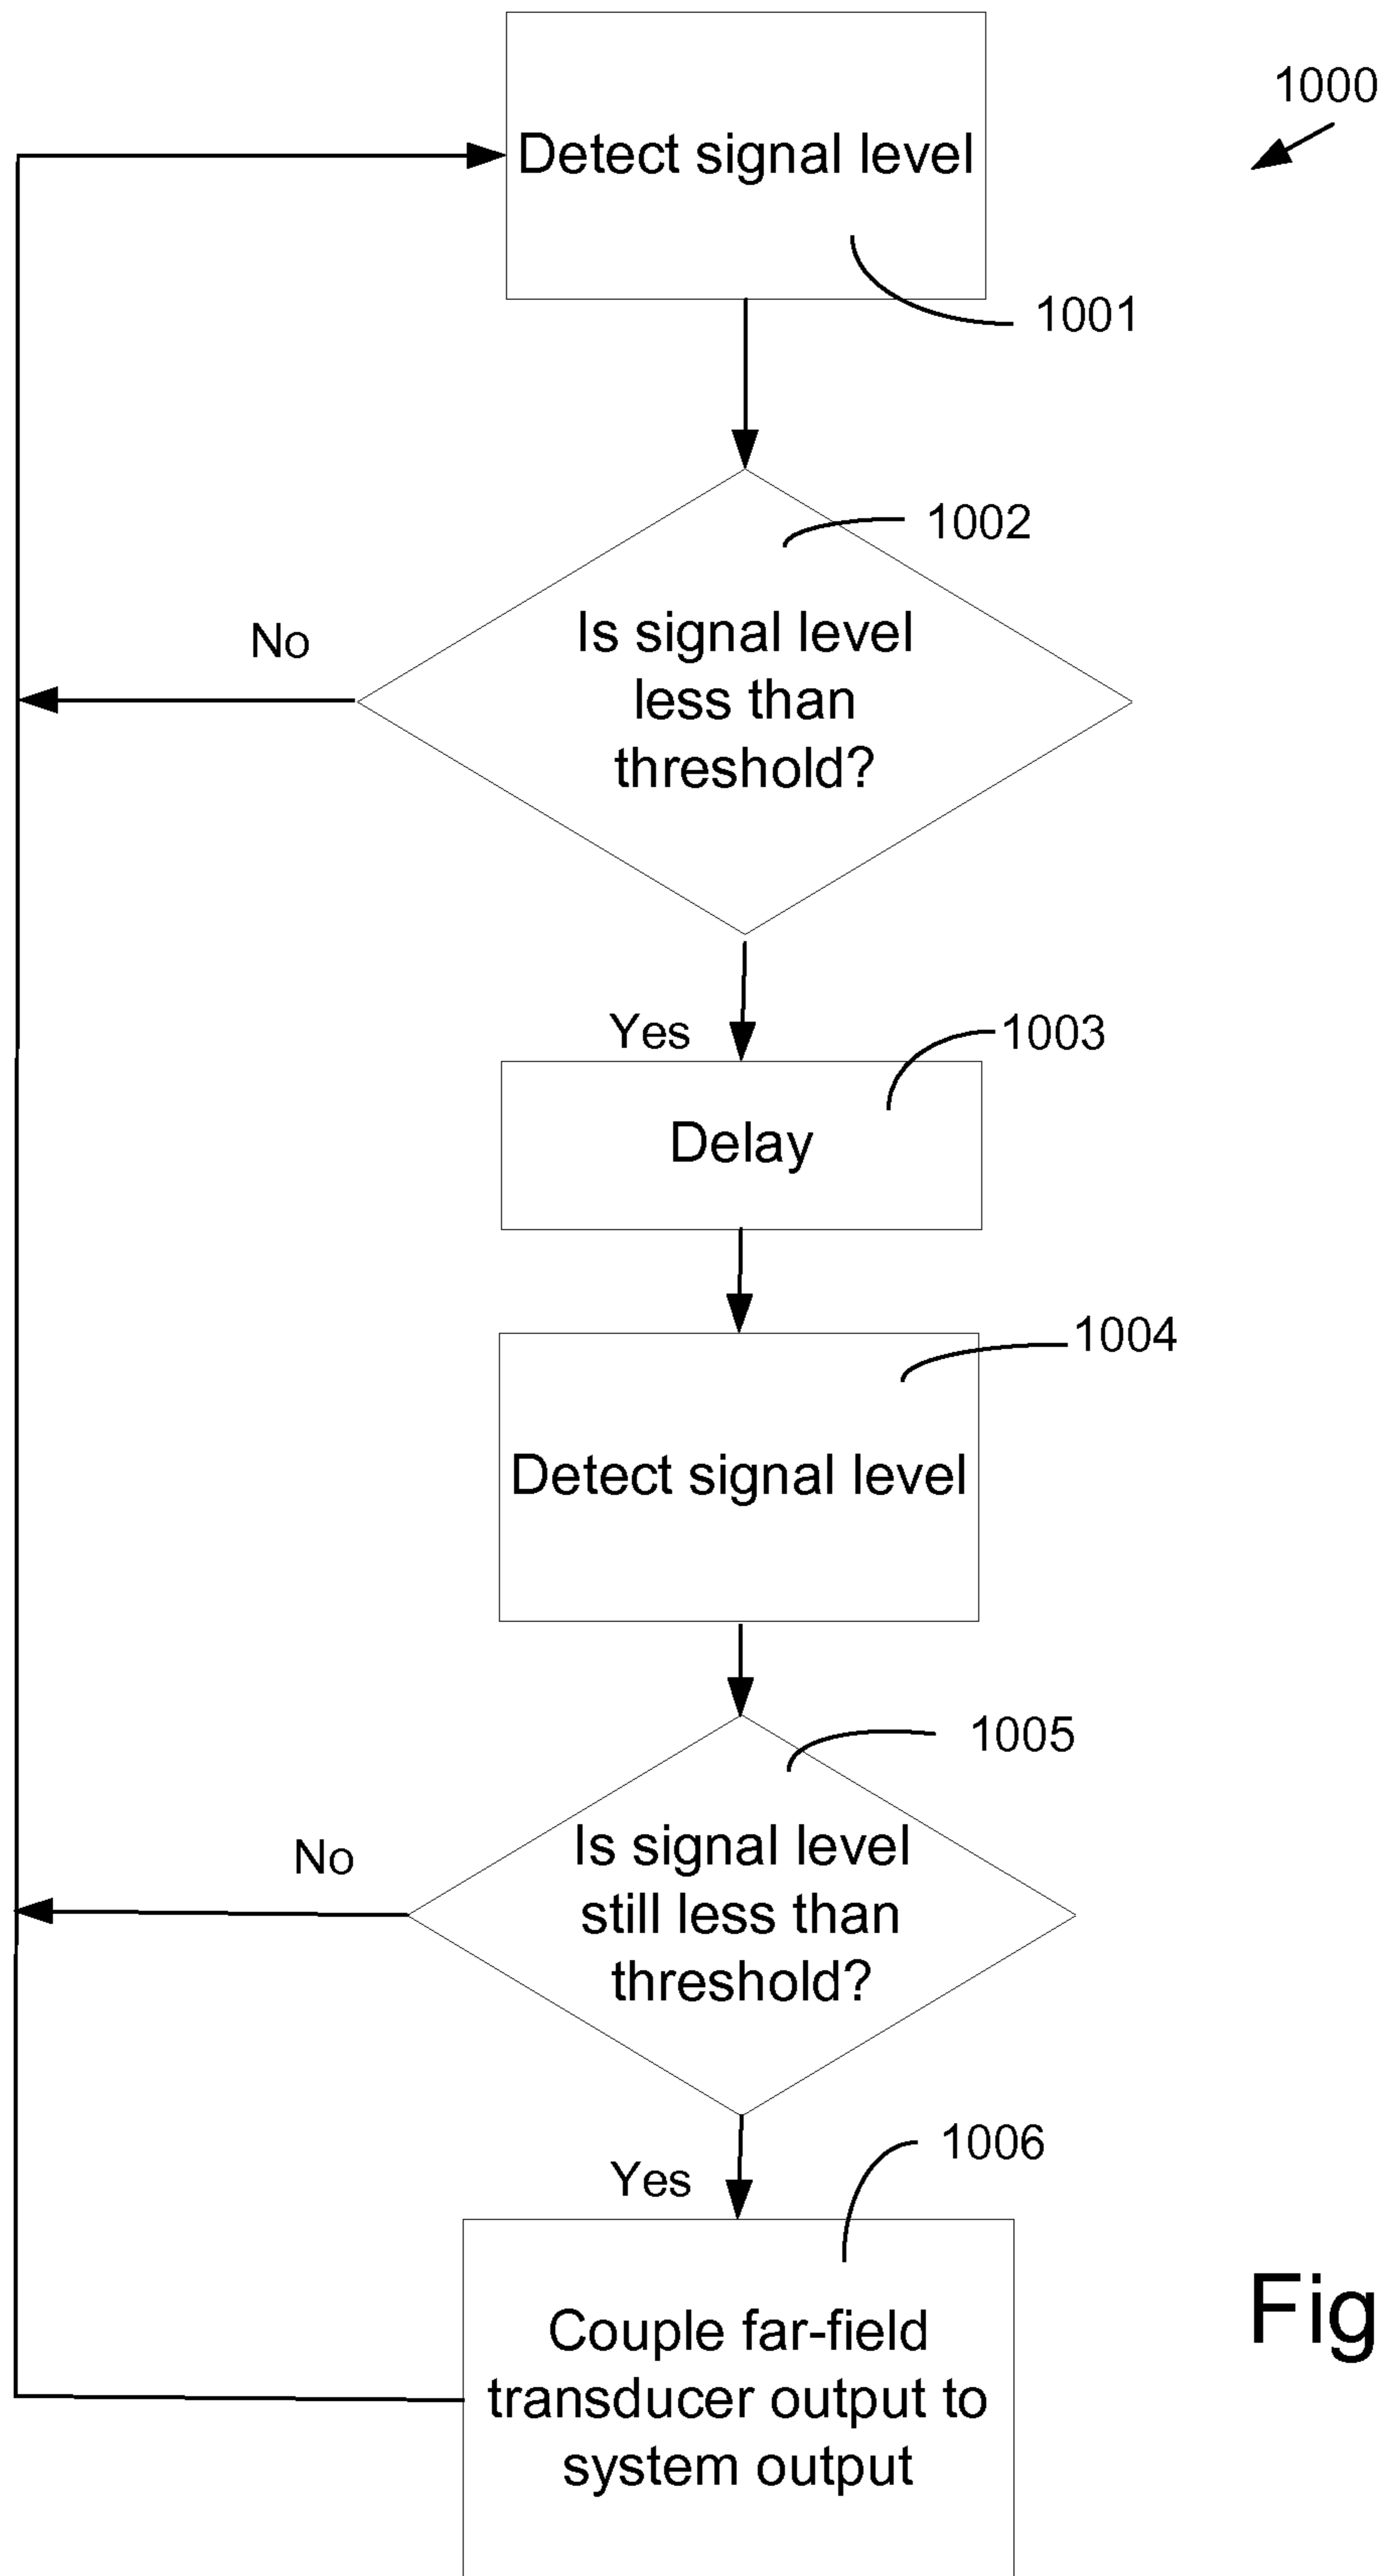 1000
Detect signal level
1001
1002
Is signal level
less than
threshold?
No
Yes
1003
Delay
1004
Detect signal level
1005
Is signal level
still less than
threshold?
No
Yes
1006
Couple far-field
transducer output to
system output
Fig